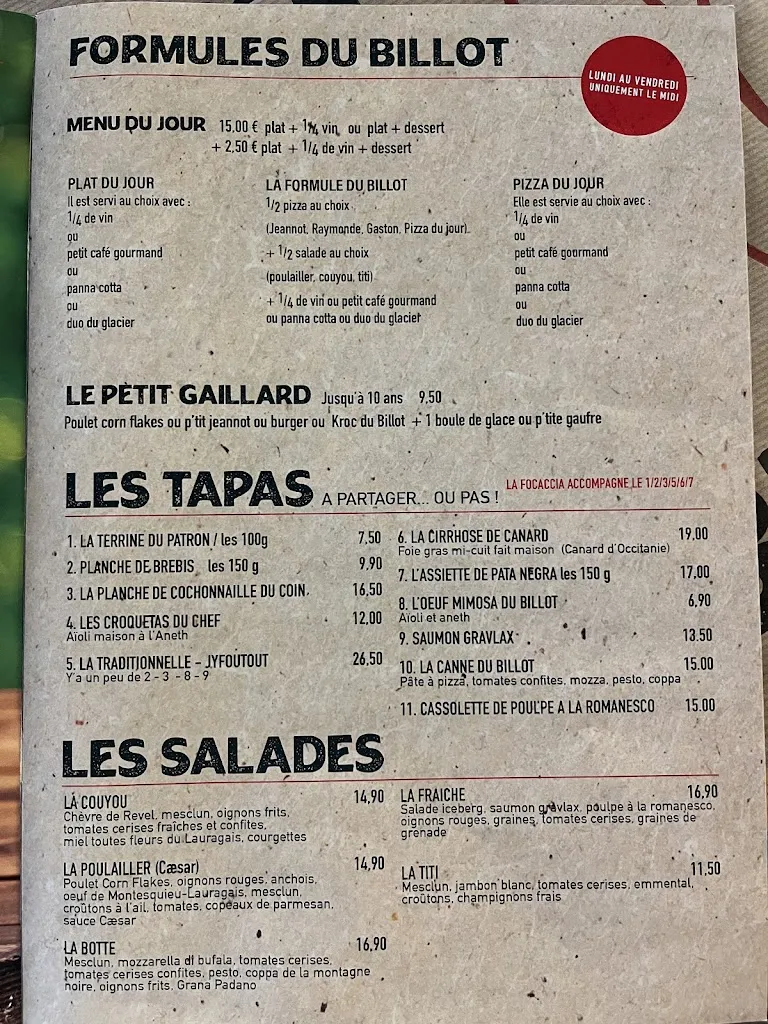 FORMULES DU BILLOT
LUNDI AU VENDREDI
UNIQUEMENT LE MIDI
MENU DU JOUR 15.00 € plat + 1/4 vin ou plat + dessert
+ 2,50 € plat + 1/4 de vin + dessert
PLAT DU JOUR
Il est servi au choix avec :
1/4 de vin
ou
petit café gourmand
ou
panna cotta
ou
duo du glacier
LA FORMULE DU BILLOT
1/2 pizza au choix
(Jeannot, Raymonde, Gaston, Pizza du jour).
+ 1/2 salade au choix
(poulailler, couyou, titi)
+ 1/4 de vin ou petit café gourmand
ou panna cotta ou duo du glacier
PIZZA DU JOUR
Elle est servie au choix avec :
1/4 de vin
ou
petit café gourmand
ou
panna cotta
ou
duo du glacier
LE PETIT GAILLARD Jusqu'à 10 ans 9,50
Poulet corn flakes ou p'tit jeannot ou burger ou Kroc du Billot + 1 boule de glace ou p'tite gaufre
LES TAPAS A PARTAGER... OU PAS !
LA FOCACCIA ACCOMPAGNE LE 1/2/3/5/6/7
1. LA TERRINE DU PATRON / les 100g 7,50
2. PLANCHE DE BREBIS les 150 g 9,90
3. LA PLANCHE DE COCHONNAILLE DU COIN. 16,50
4. LES CROQUETAS DU CHEF 12,00
Aïoli maison à l'Aneth
5. LA TRADITIONNELLE - JYFOUTOUT 26,50
Y'a un peu de 2 - 3 - 8 - 9
6. LA CIRRHOSE DE CANARD 19.00
Foie gras mi-cuit fait maison (Canard d'Occitanie)
7. L'ASSIETTE DE PATA NEGRA les 150 g 17.00
8. L'OEUF MIMOSA DU BILLOT 6,90
Aïoli et aneth
9. SAUMON GRAVLAX 13.50
10. LA CANNE DU BILLOT 15.00
Pâte à pizza, tomates confites, mozza, pesto, coppa
11. CASSOLETTE DE POULPE A LA ROMANESCO 15.00
LES SALADES
LA COUYOU 14,90
Chèvre de Revel, mesclun, oignons frits,
tomates cerises fraîches et confites,
miel toutes fleurs du Lauragais, courgettes
LA POULAILLER (Cæsar) 14,90
Poulet Corn Flakes, oignons rouges, anchois,
oeuf de Montesquieu-Lauragais, mesclun,
croûtons à l'ail, tomates, copeaux de parmesan,
sauce Cæsar
LA BOTTE 16,90
Mesclun, mozzarella di bufala, tomates cerises,
tomates cerises confites, pesto, coppa de la montagne
noire, oignons frits, Grana Padano
LA FRAICHE 16,90
Salade iceberg, saumon gravlax, poulpe à la romanesco,
oignons rouges, graines, tomates cerises, graines de
grenade
LA TITI 11,50
Mesclun, jambon blanc, tomates cerises, emmental,
croûtons, champignons frais